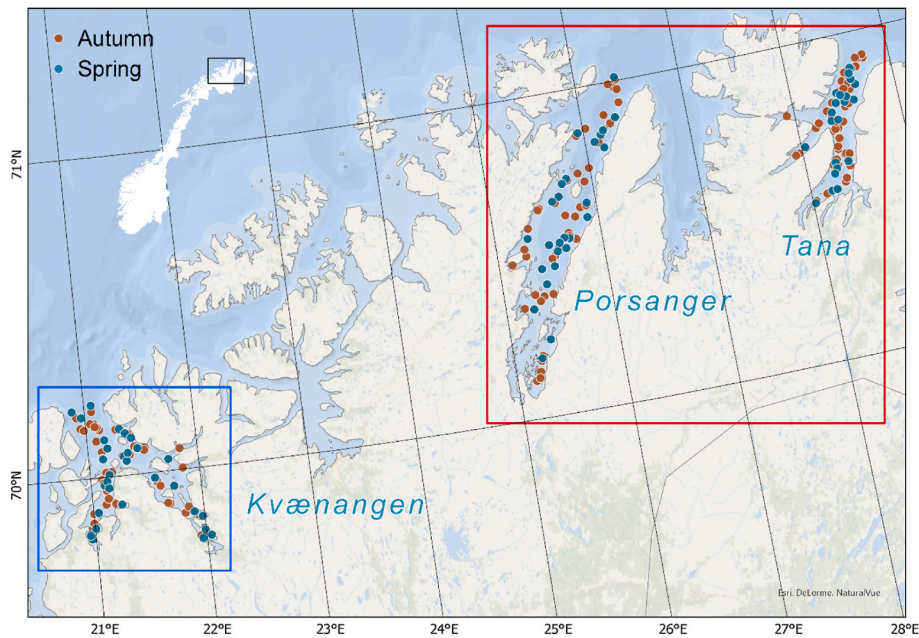 Autumn
Spring
71°N
Tana
Porsanger
70°N
Kvænangen
Esri, DeLorme, NaturalVue
21°E
22°E
23°E
24°E
25°E
26°E
27°E
28°E